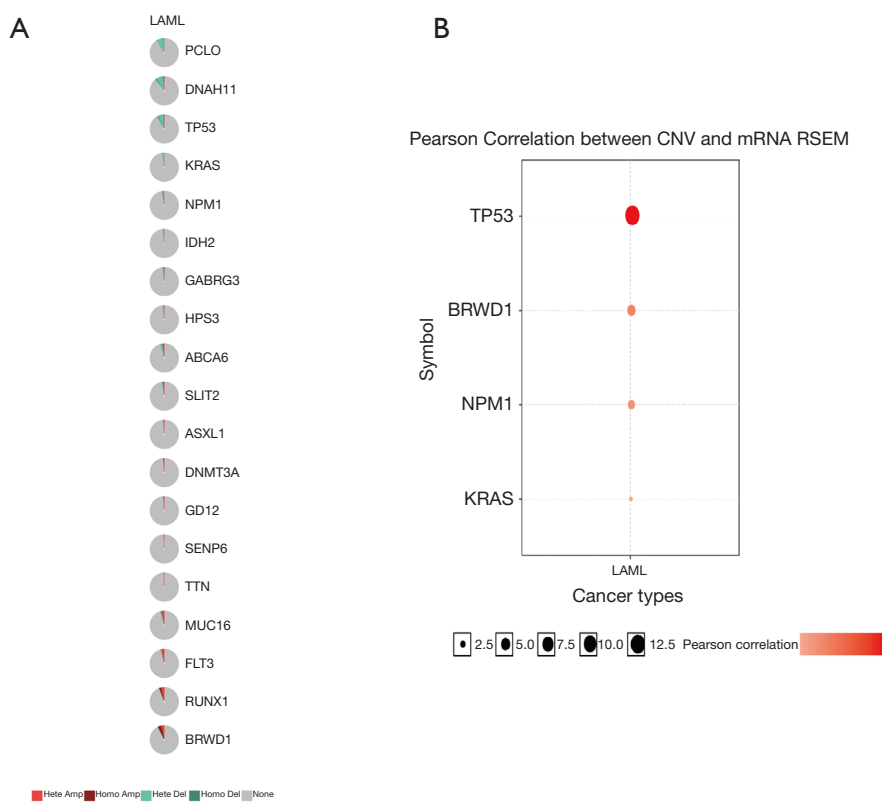 A
LAML
PCLO
DNAH11
TP53
KRAS
NPM1
IDH2
GABRG3
HPS3
ABCA6
SLIT2
ASXL1
DNMT3A
GD12
SENP6
TTN
MUC16
FLT3
RUNX1
BRWD1
Hete Amp Homo Amp Hete Del Homo Del None
B
Pearson Correlation between CNV and mRNA RSEM
Symbol
TP53
BRWD1
NPM1
KRAS
LAML
Cancer types
2.5 5.0 7.5 10.0 12.5 Pearson correlation